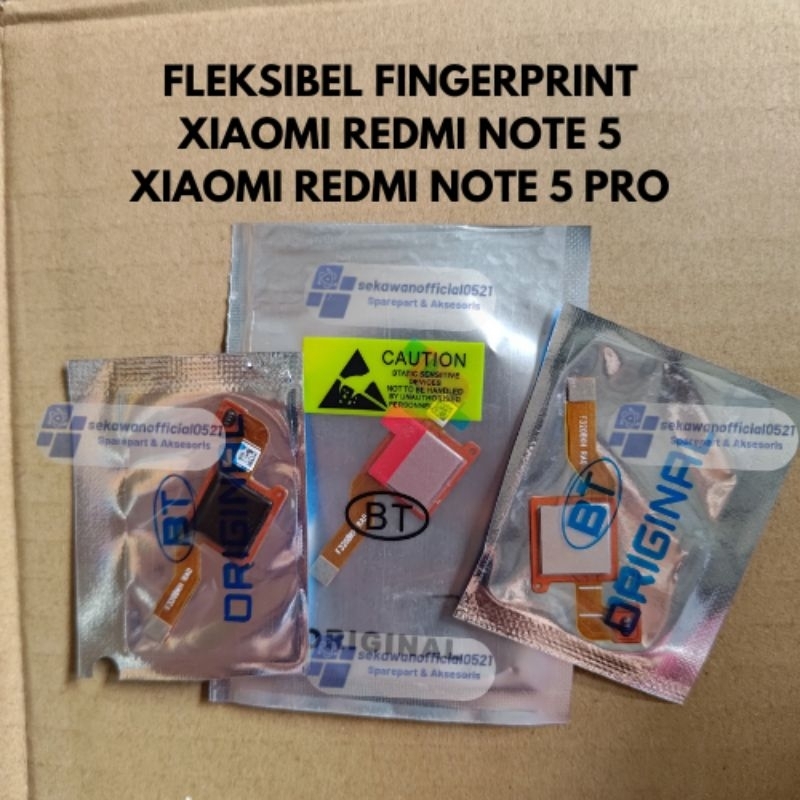 FLEKSIBEL FINGERPRINT
XIAOMI REDMI NOTE 5
XIAOMI REDMI NOTE 5 PRO
sekawanofficial0521
Sparepart & Aksesoris
CAUTION
STATIC SENSITIVE
DEVICES
NOT TO BE HANDLED
BY UNAUTHORISED
PERSONNEL
sekawanofficial0521
Sparepart & Aksesoris
BT
ORIGINAL
BT
ORIGINAL
sekawanofficial0521
Sparepart & Aksesoris
BT
ORIGINAL
sekawanofficial0521
Sparepart & Aksesoris